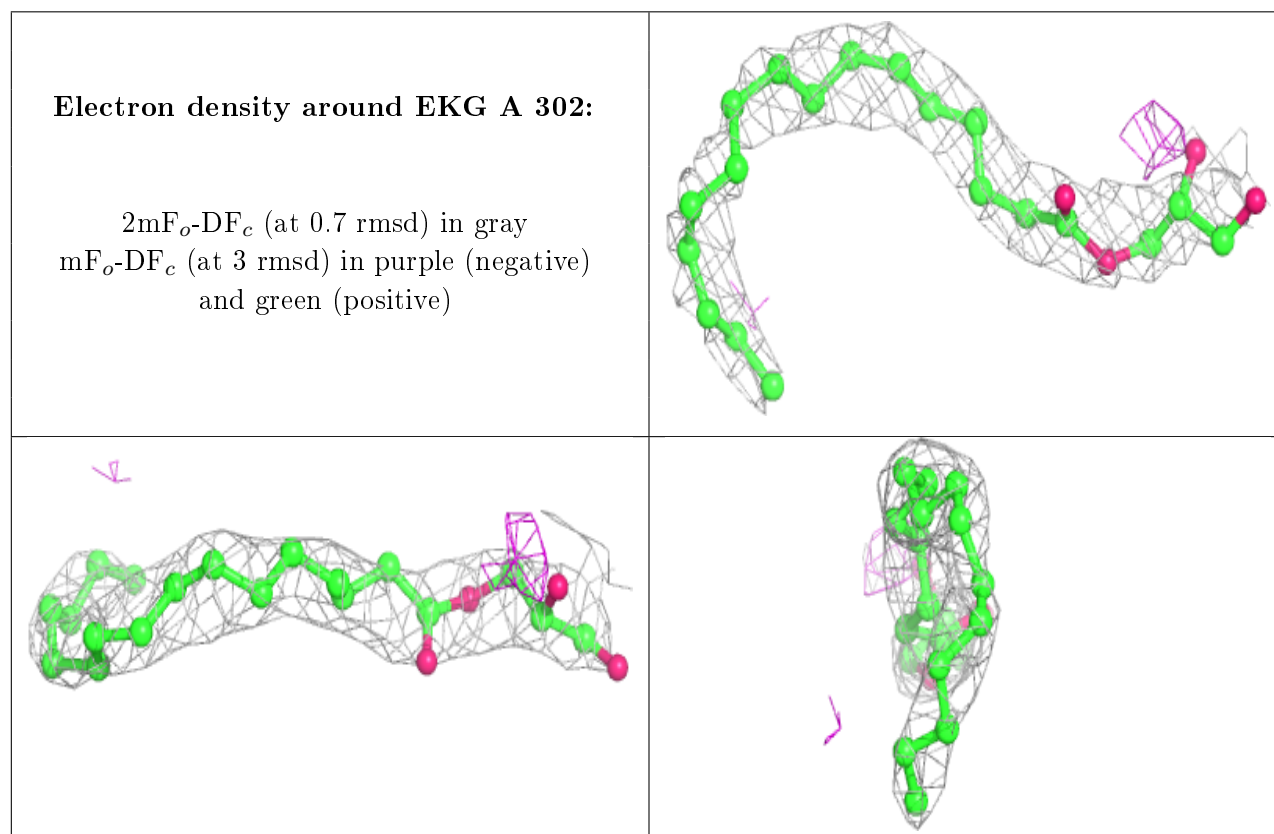 Electron density around EKG A 302:
2mFₒ-DF𝒸 (at 0.7 rmsd) in gray
mFₒ-DF𝒸 (at 3 rmsd) in purple (negative)
and green (positive)